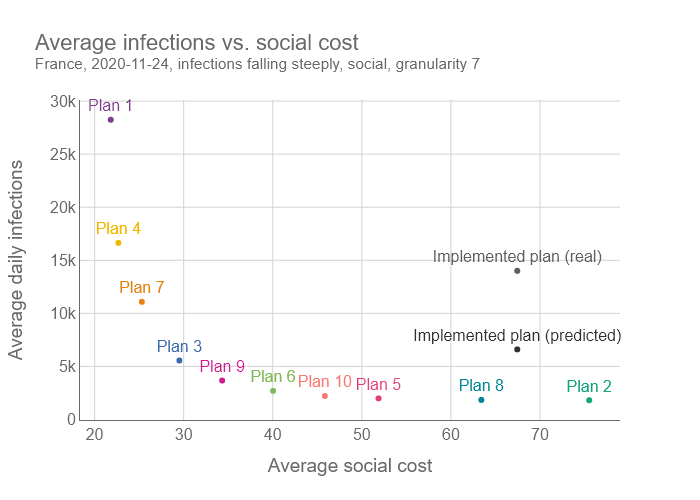 Average infections vs. social cost
France, 2020-11-24, infections falling steeply, social, granularity 7
Average daily infections
30k
20k
15k
10k
5k
0
Plan 1
Plan 4
Implemented plan (real)
Plan 7
Implemented plan (predicted)
Plan 3
Plan 9
Plan 6
Plan 10
Plan 5
Plan 8
Plan 2
20
30
40
50
60
70
Average social cost